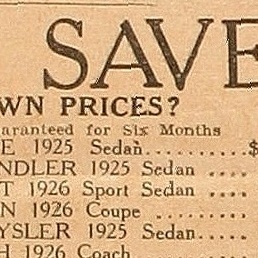 SAVE
WN PRICES?
aranteed for Six Months
E 1925 Sedan..........$
NDLER 1925 Sedan ....
T 1926 Sport Sedan ....
N 1926 Coupe .........
YSLER 1925 Sedan.....
H 1926 Coach